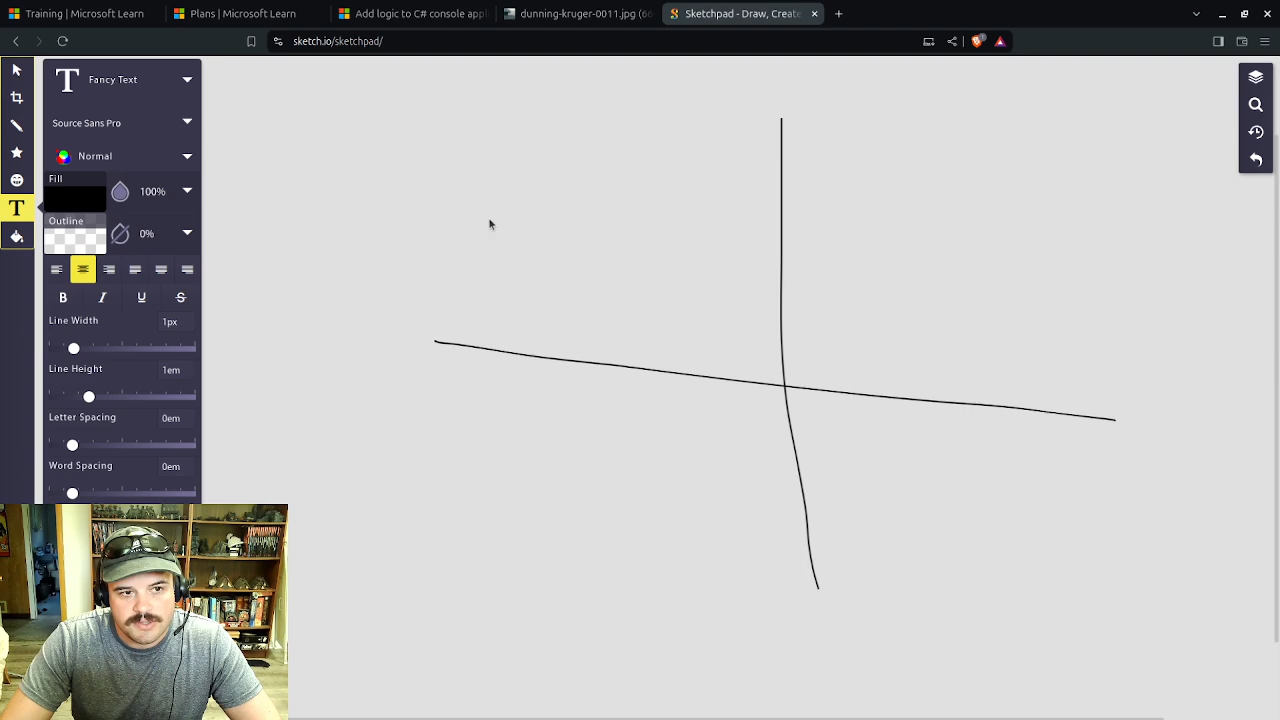 Training | Microsoft Learn
Plans | Microsoft Learn
Add logic to C# console appl
dunning-kruger-0011.jpg (66
Sketchpad - Draw, Create
sketch.io/sketchpad/
T Fancy Text
Source Sans Pro
Normal
Fill
100%
T
Outline
0%
B I U S
Line Width 1px
Line Height 1em
Letter Spacing 0em
Word Spacing 0em